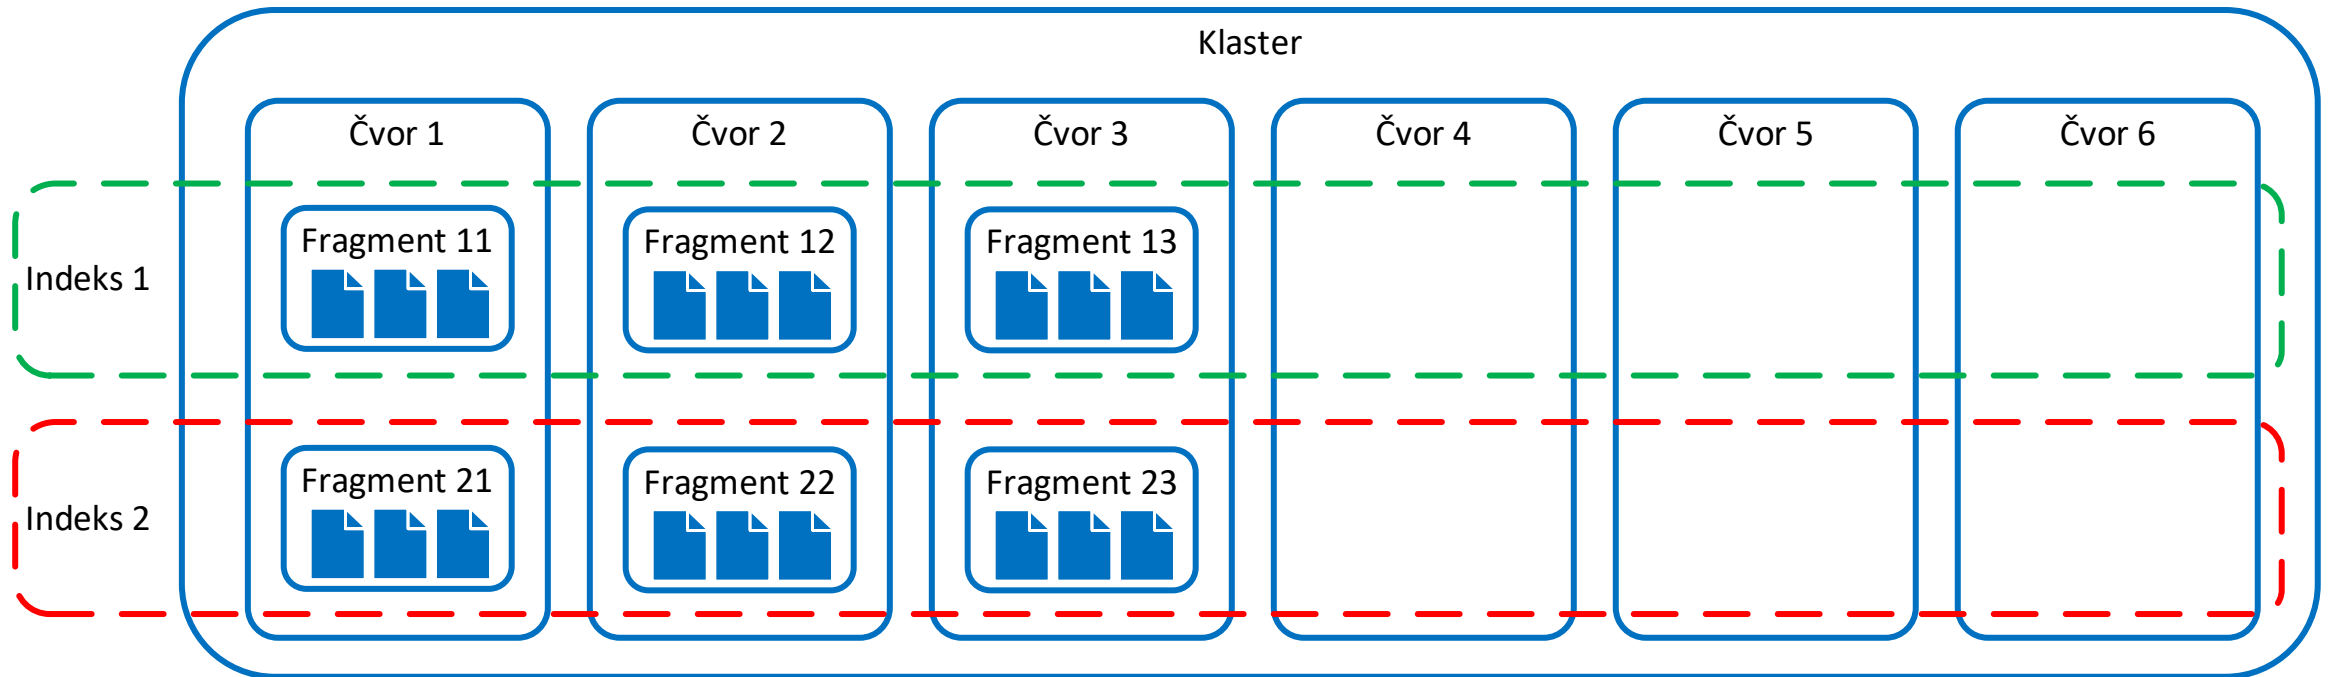 Klaster
Čvor 1
Čvor 2
Čvor 3
Čvor 4
Čvor 5
Čvor 6
Indeks 1
Fragment 11
Fragment 12
Fragment 13
Indeks 2
Fragment 21
Fragment 22
Fragment 23